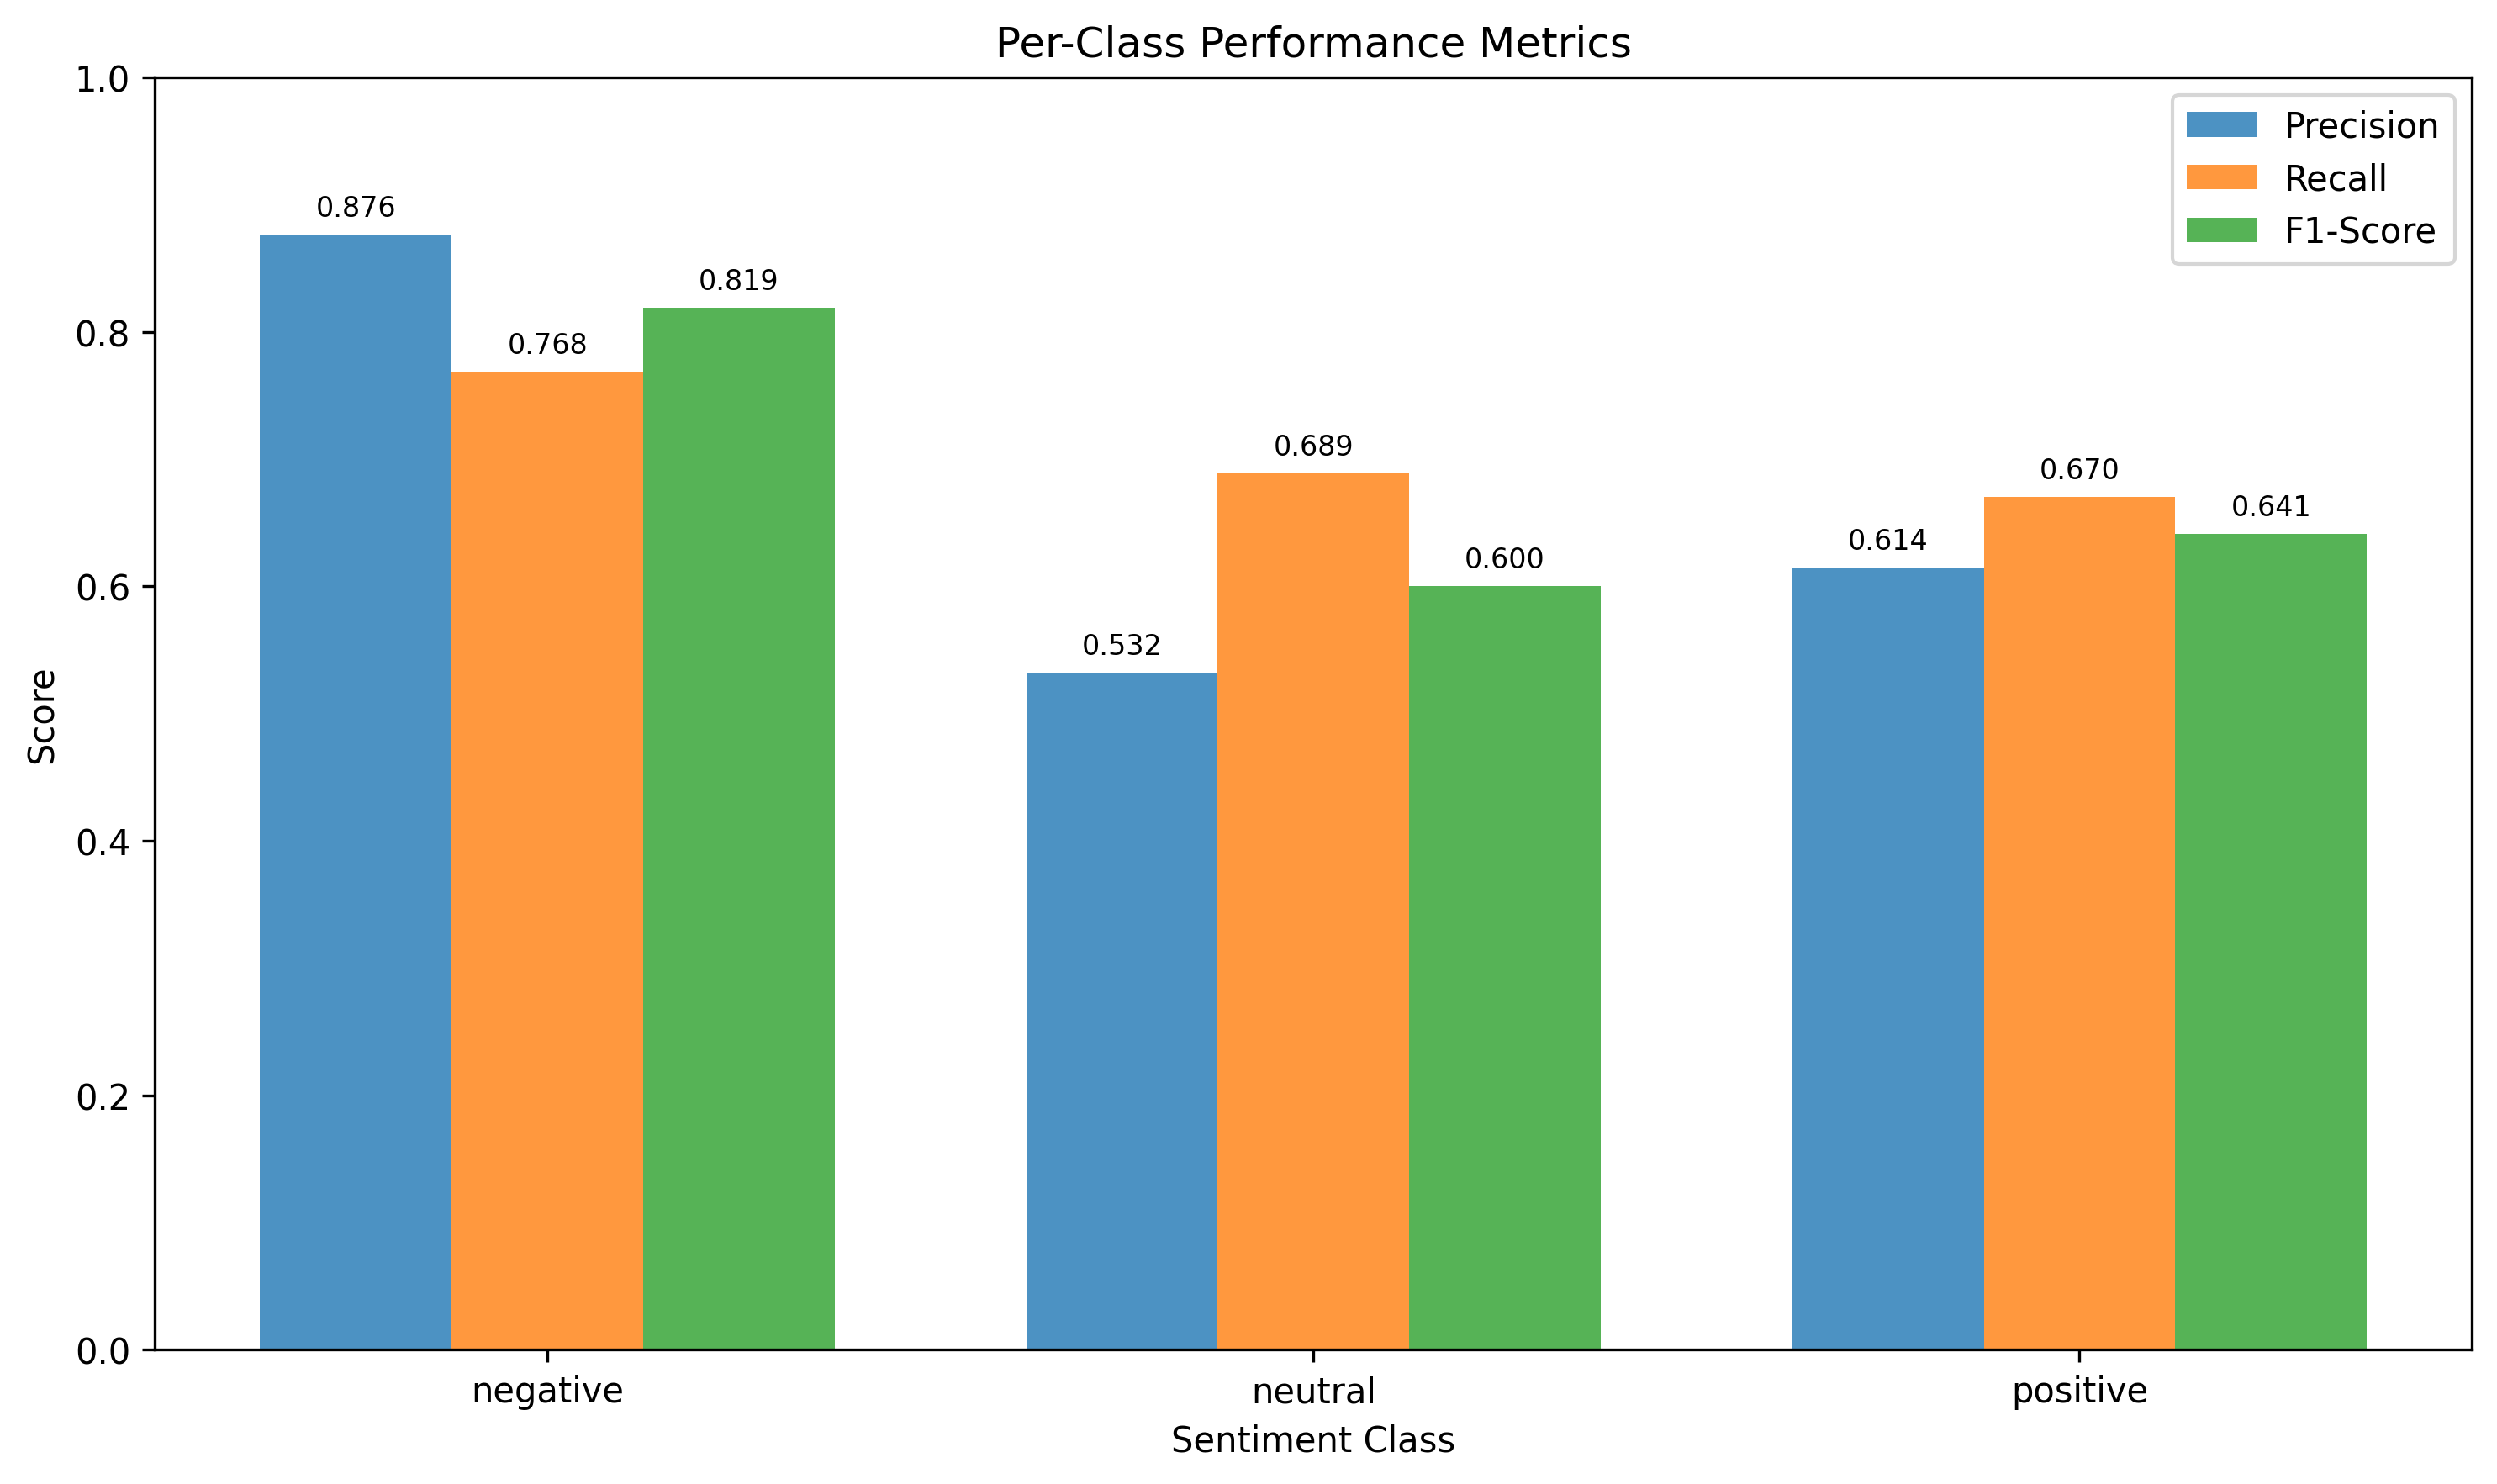 Per-Class Performance Metrics
1.0
0.8
0.6
0.4
0.2
0.0
Score
Precision
Recall
F1-Score
0.876
0.768
0.819
0.532
0.689
0.600
0.614
0.670
0.641
negative
neutral
positive
Sentiment Class